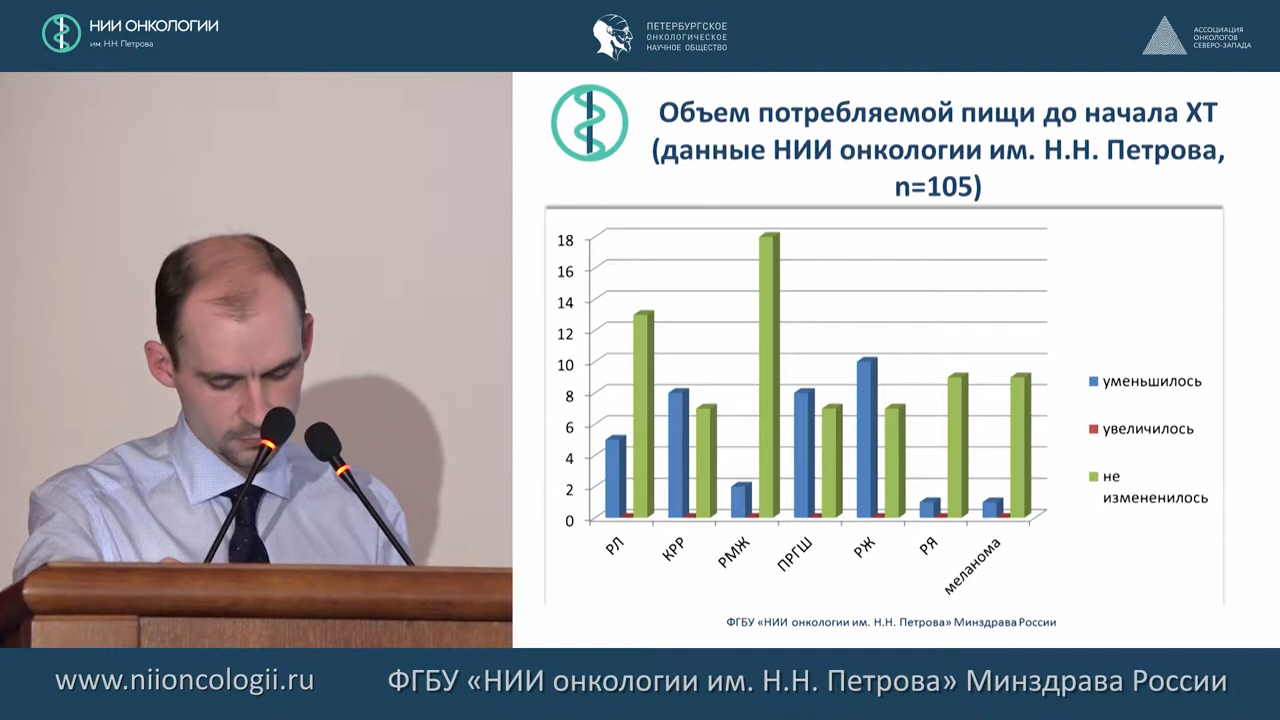 НИИ ОНКОЛОГИИ
им. Н.Н. Петрова
ПЕТЕРБУРГСКОЕ
ОНКОЛОГИЧЕСКОЕ
НАУЧНОЕ ОБЩЕСТВО
АССОЦИАЦИЯ
ОНКОЛОГОВ
СЕВЕРО-ЗАПАДА
Объем потребляемой пищи до начала ХТ
(данные НИИ онкологии им. Н.Н. Петрова,
n=105)
18
16
14
12
10
8
6
4
2
0
РЛ
КРР
РМЖ
ПРГШ
РЖ
РЯ
меланома
уменьшилось
увеличилось
не
измененилось
ФГБУ «НИИ онкологии им. Н.Н. Петрова» Минздрава России
www.niioncologii.ru
ФГБУ «НИИ онкологии им. Н.Н. Петрова» Минздрава России